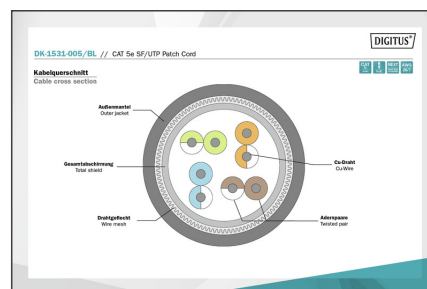 DIGITUS®
DK-1531-005/BL // CAT 5e SF/UTP Patch Cord
Kabelquerschnitt
Cable cross section
Außenmantel
Outer jacket
Gesamtabschirmung
Total shield
Drahtgeflecht
Wire mesh
Cu-Draht
Cu-Wire
Adernpaare
Twisted pair